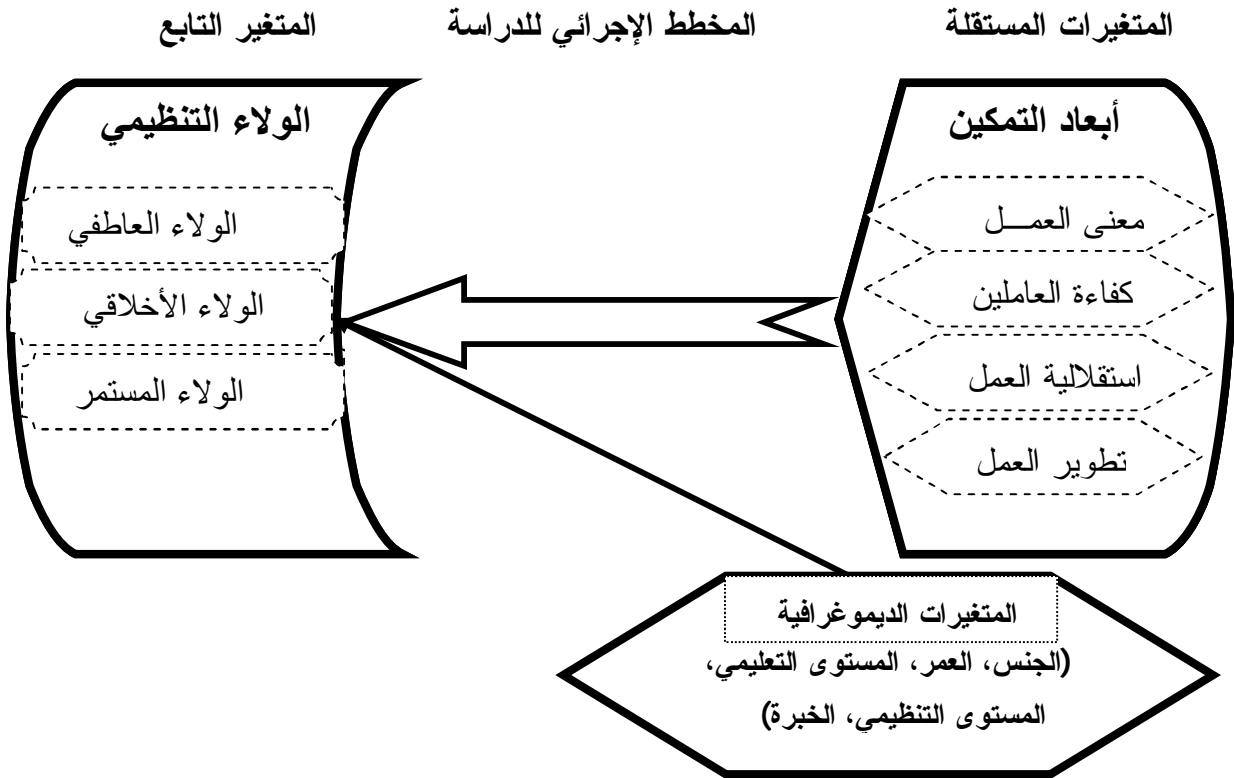 المتغيرات المستقلة
المخطط الإجرائي للدراسة
المتغير التابع
أبعاد التمكين
معنى العمـــل
كفاءة العاملين
استقلالية العمل
تطوير العمل
الولاء التنظيمي
الولاء العاطفي
الولاء الأخلاقي
الولاء المستمر
المتغيرات الديموغرافية
(الجنس، العمر، المستوى التعليمي،
المستوى التنظيمي، الخبرة)